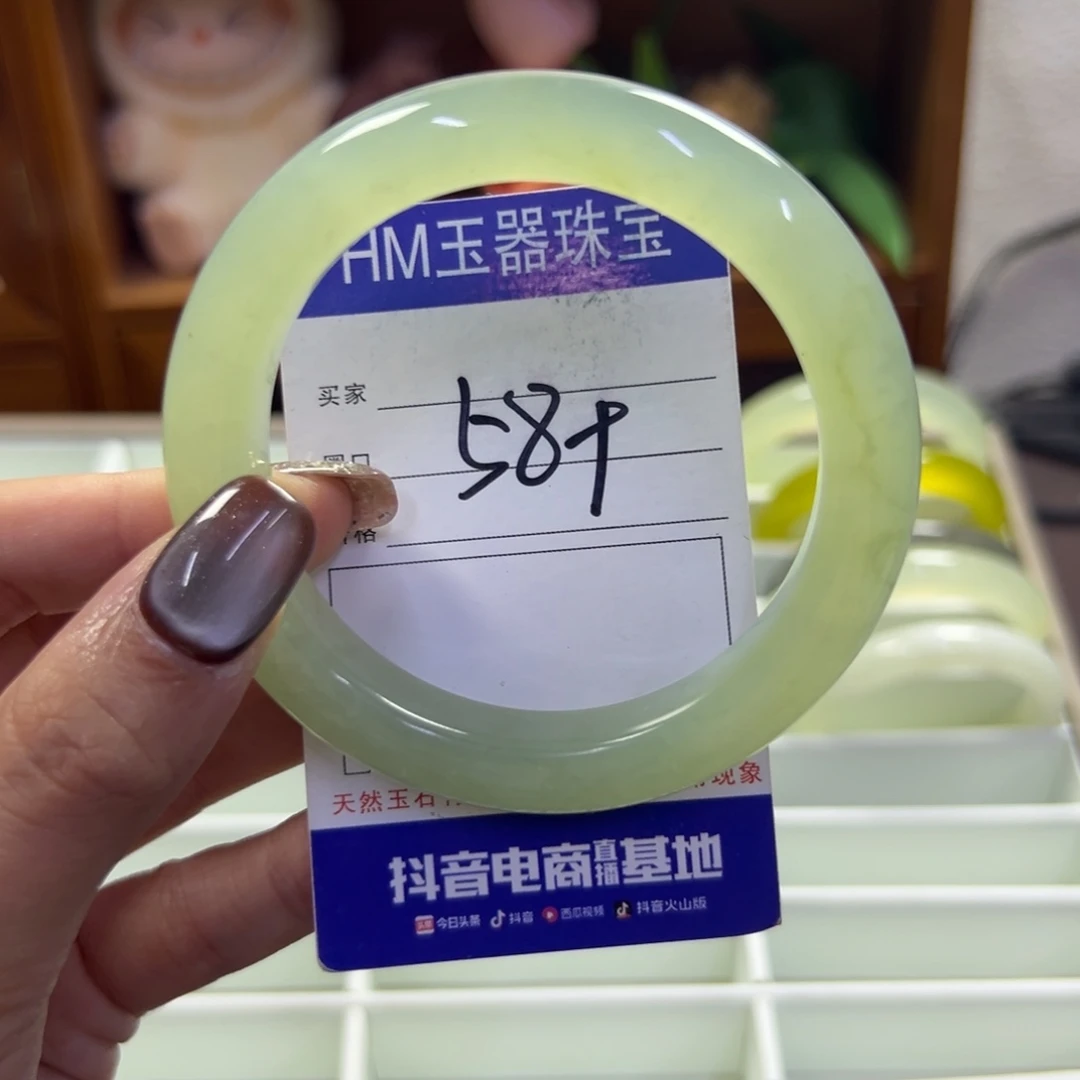 HM玉器珠宝
买家
58+
格
天然玉石
现象
抖音电商直播基地
今日头条 抖音 西瓜视频 抖音火山版